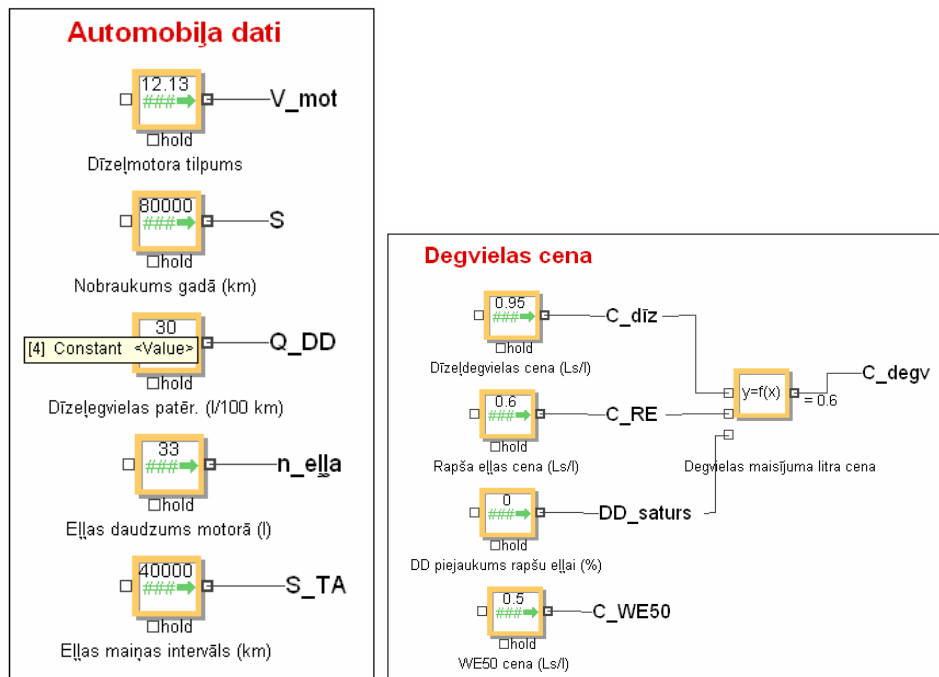 Automobiļa dati
12.13
###
V_mot
hold
Dīzeļmotora tilpums
80000
###
S
hold
Nobraukums gadā (km)
30
Q_DD
[4] Constant <Value>
Dīzeļegvielas patēr. (l/100 km)
33
###
n_eļļa
hold
Eļļas daudzums motorā (l)
40000
###
S_TA
hold
Eļļas maiņas intervāls (km)
Degvielas cena
0.95
###
C_dīz
hold
Dīzeļdegvielas cena (Ls/l)
0.6
###
C_RE
hold
Rapša eļļas cena (Ls/l)
0
###
DD_saturs
hold
DD piejaukums rapšu eļļai (%)
0.5
###
C_WE50
hold
WE50 cena (Ls/l)
y=f(x)
C_degv
= 0.6
Degvielas maisījuma litra cena